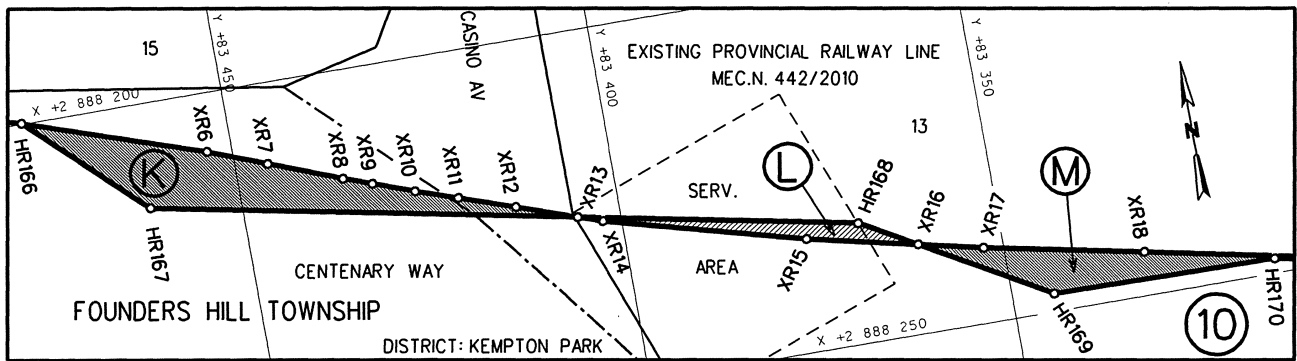 15
Y +83 450
CASINO AV
Y +83 400
EXISTING PROVINCIAL RAILWAY LINE
MEC.N. 442/2010
Y +83 350
X +2 888 200
13
N
HR166
XR6
XR7
XR8
XR9
XR10
XR11
XR12
XR13
K
SERV.
L
HR168
XR16
XR17
M
XR18
HR167
XR14
XR15
AREA
CENTENARY WAY
HR169
HR170
FOUNDERS HILL TOWNSHIP
X +2 888 250
10
DISTRICT: KEMPTON PARK